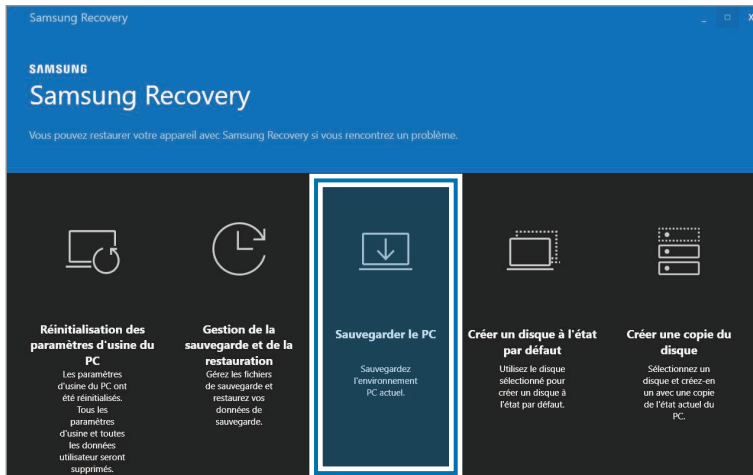 Samsung Recovery
SAMSUNG
Samsung Recovery
Vous pouvez restaurer votre appareil avec Samsung Recovery si vous rencontrez un problème.
Réinitialisation des
paramètres d'usine du
PC
Les paramètres
d'usine du PC ont
été réinitialisés.
Tous les
paramètres
d'usine et toutes
les données
utilisateur seront
supprimés.
Gestion de la
sauvegarde et de la
restauration
Gérez les fichiers
de sauvegarde et
restaurez vos
données de
sauvegarde.
Sauvegarder le PC
Sauvegardez
l'environnement
PC actuel.
Créer un disque à l'état
par défaut
Utilisez le disque
sélectionné pour
créer un disque à
l'état par défaut.
Créer une copie du
disque
Sélectionnez un
disque et créez-en
un avec une copie
de l'état actuel du
PC.